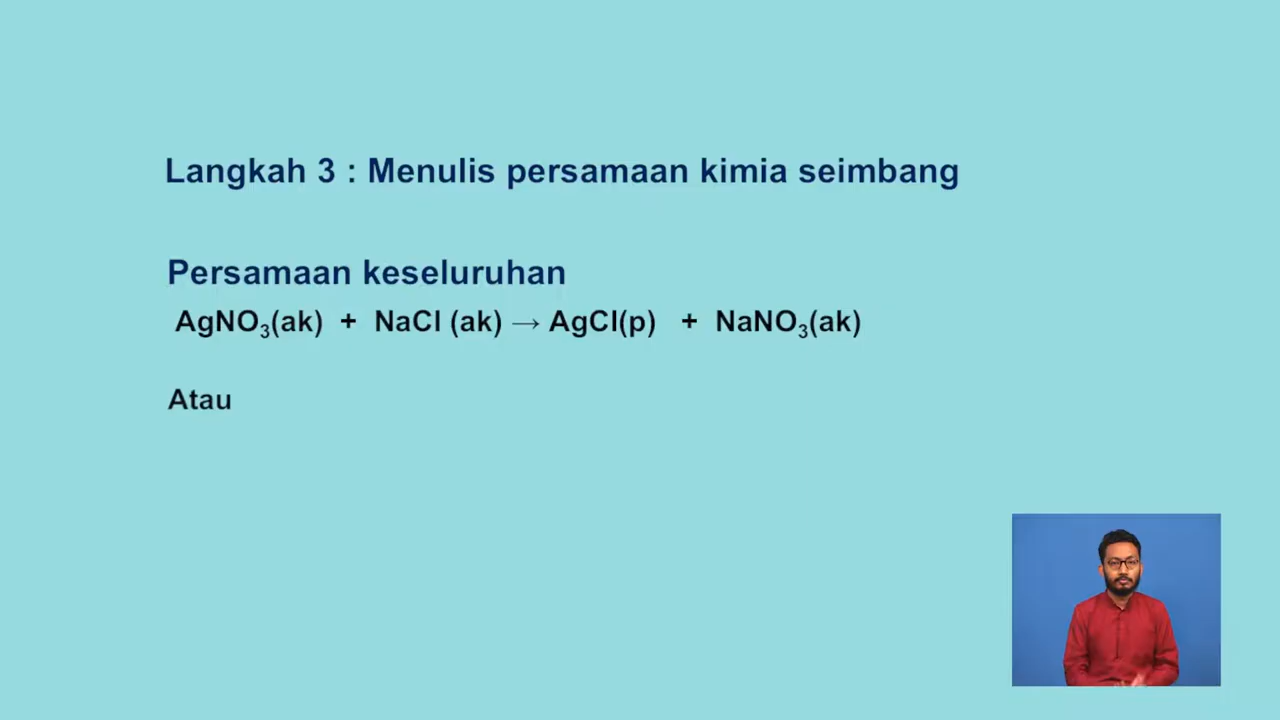 Langkah 3 : Menulis persamaan kimia seimbang
Persamaan keseluruhan
AgNO₃(ak) + NaCl (ak) → AgCl(p) + NaNO₃(ak)
Atau